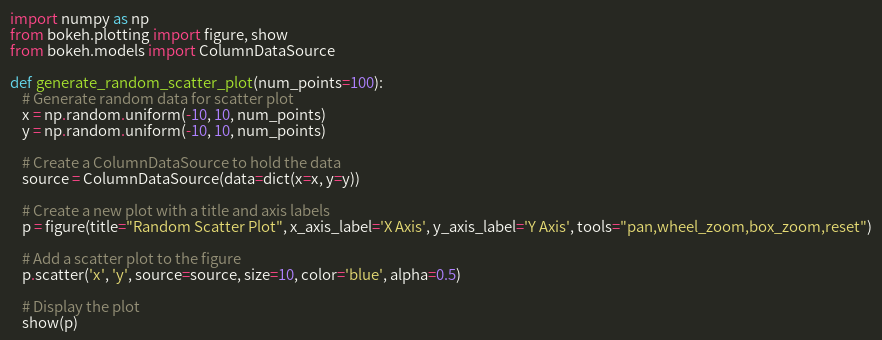 import numpy as np
from bokeh.plotting import figure, show
from bokeh.models import ColumnDataSource

def generate_random_scatter_plot(num_points=100):
    # Generate random data for scatter plot
    x = np.random.uniform(-10, 10, num_points)
    y = np.random.uniform(-10, 10, num_points)

    # Create a ColumnDataSource to hold the data
    source = ColumnDataSource(data=dict(x=x, y=y))

    # Create a new plot with a title and axis labels
    p = figure(title="Random Scatter Plot", x_axis_label='X Axis', y_axis_label='Y Axis', tools="pan,wheel_zoom,box_zoom,reset")

    # Add a scatter plot to the figure
    p.scatter('x', 'y', source=source, size=10, color='blue', alpha=0.5)

    # Display the plot
    show(p)